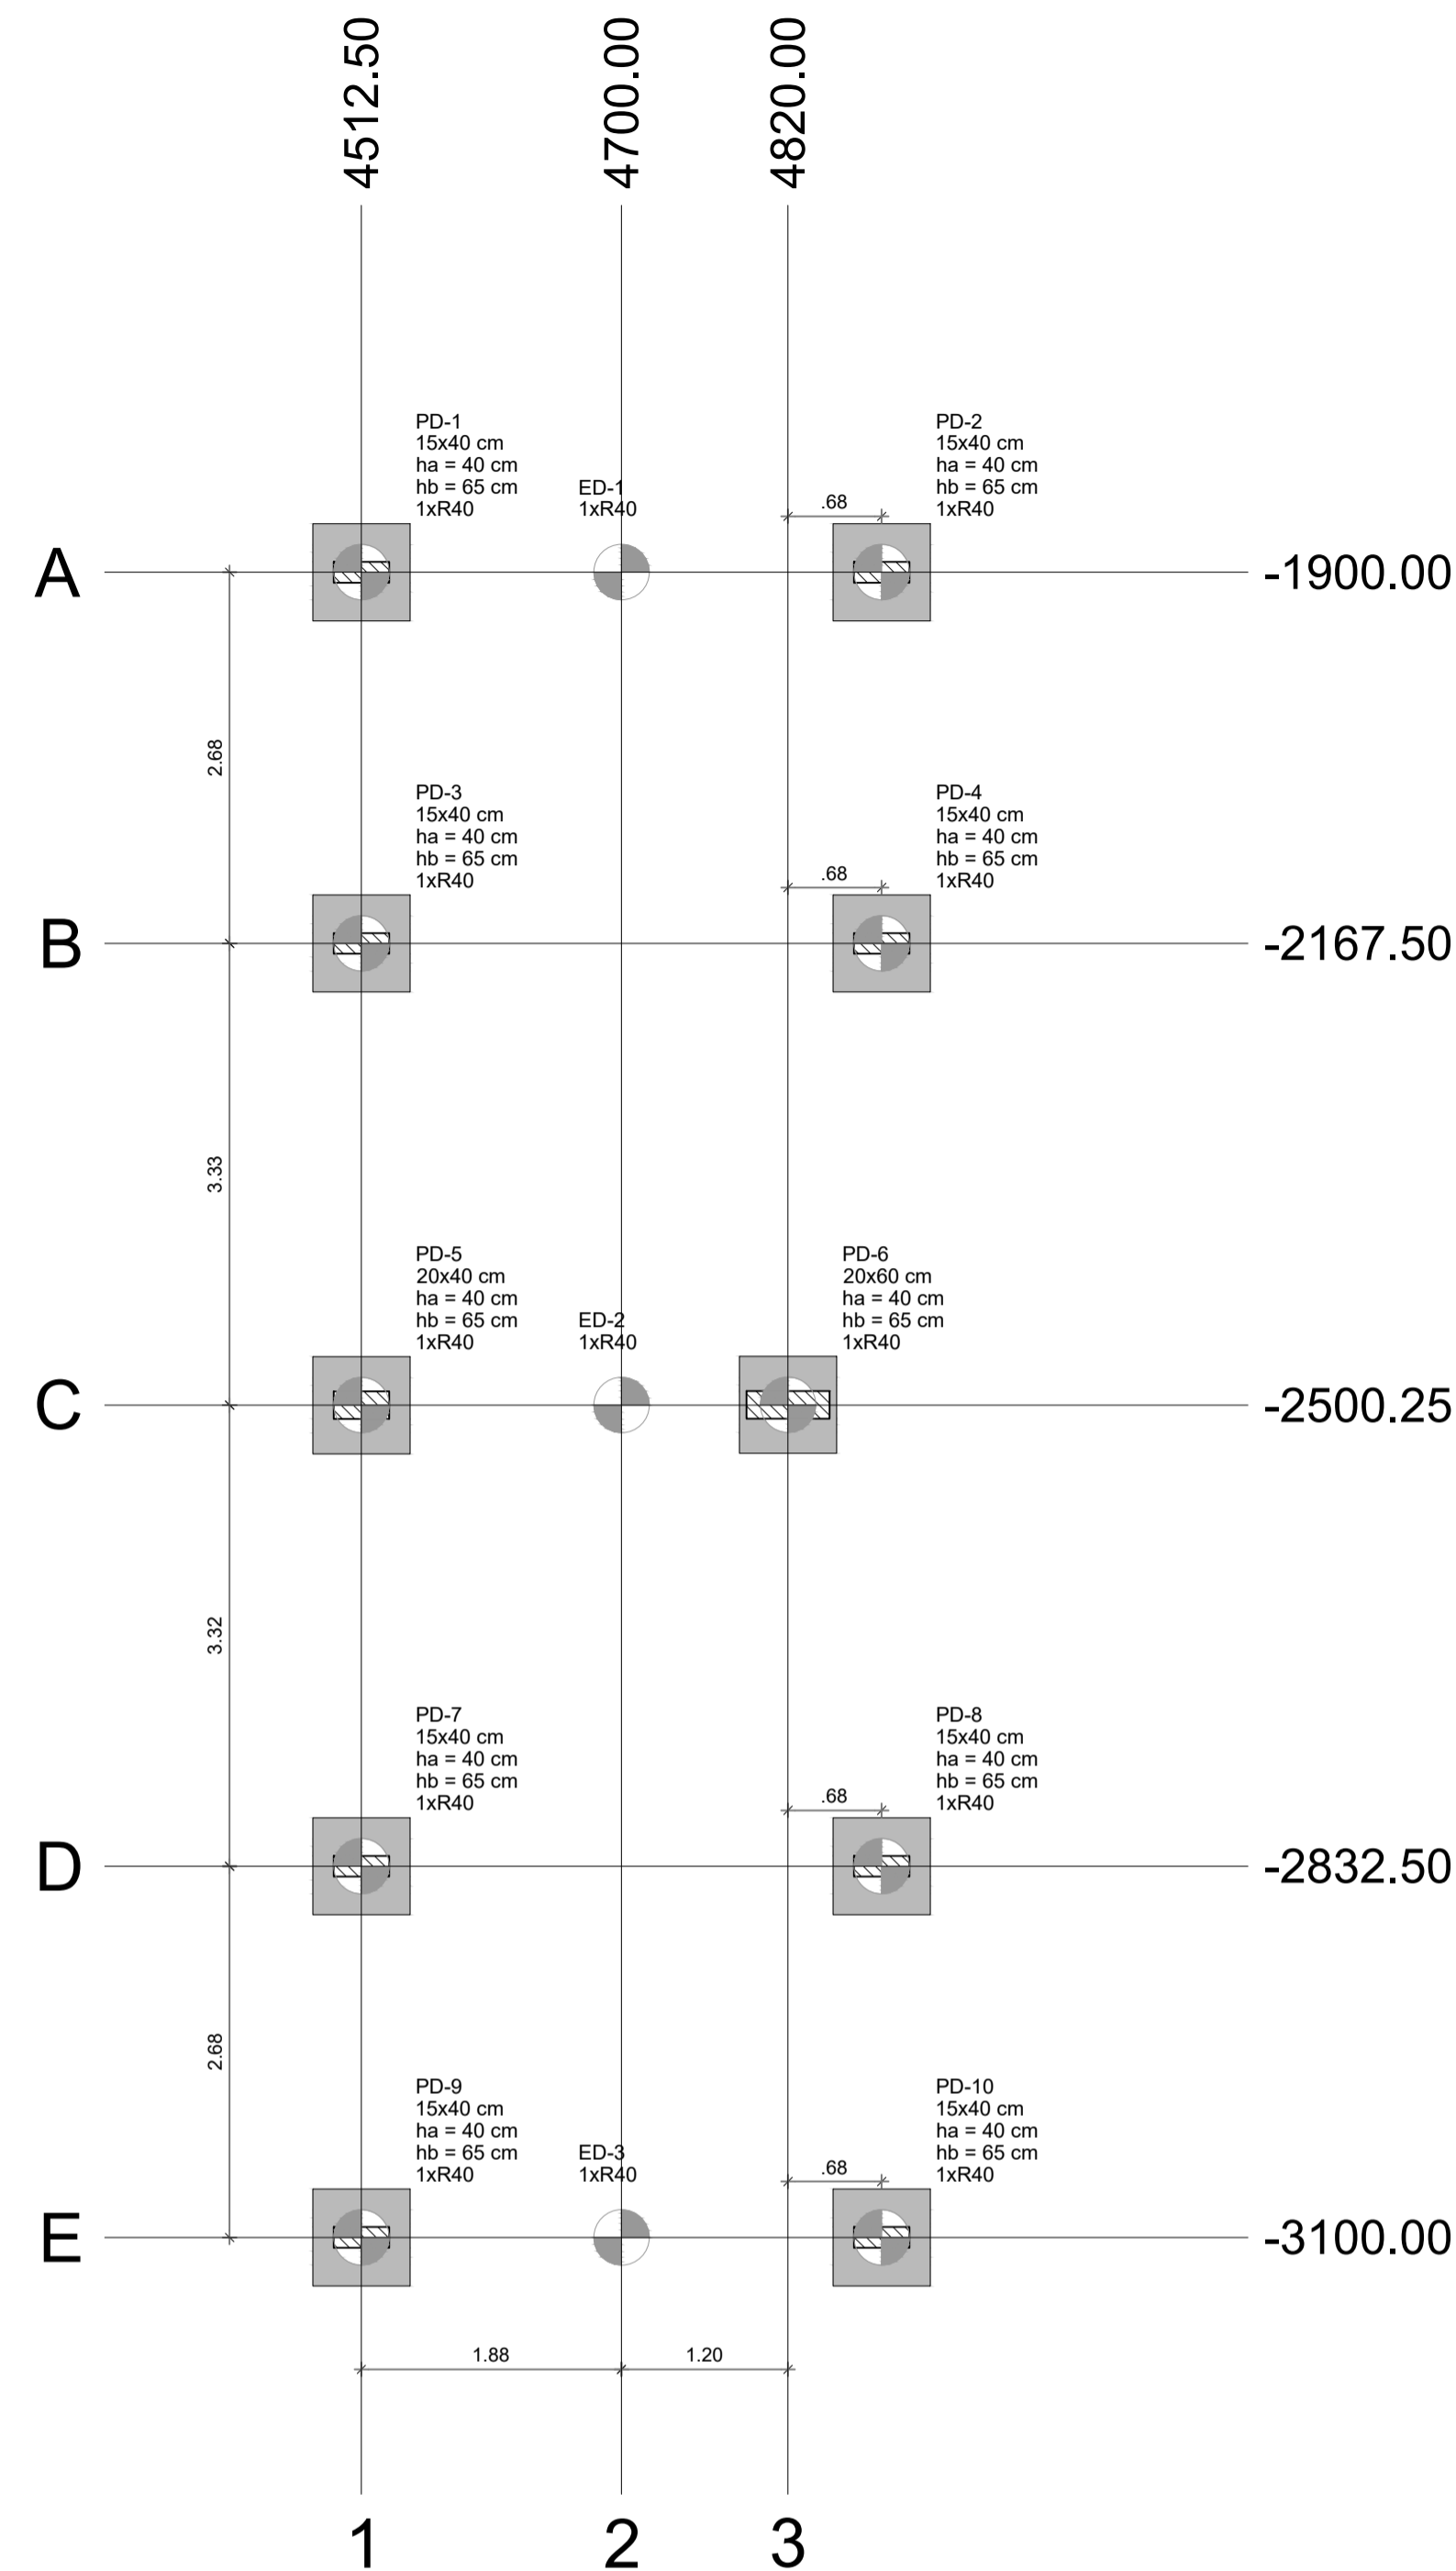 4512.50
4700.00
4820.00
PD-1
15x40 cm
ha = 40 cm
hb = 65 cm
1xR40
ED-1
1xR40
.68
PD-2
15x40 cm
ha = 40 cm
hb = 65 cm
1xR40
A
-1900.00
2.68
PD-3
15x40 cm
ha = 40 cm
hb = 65 cm
1xR40
.68
PD-4
15x40 cm
ha = 40 cm
hb = 65 cm
1xR40
B
-2167.50
3.33
PD-5
20x40 cm
ha = 40 cm
hb = 65 cm
1xR40
ED-2
1xR40
PD-6
20x60 cm
ha = 40 cm
hb = 65 cm
1xR40
C
-2500.25
3.32
PD-7
15x40 cm
ha = 40 cm
hb = 65 cm
1xR40
.68
PD-8
15x40 cm
ha = 40 cm
hb = 65 cm
1xR40
D
-2832.50
2.68
PD-9
15x40 cm
ha = 40 cm
hb = 65 cm
1xR40
ED-3
1xR40
.68
PD-10
15x40 cm
ha = 40 cm
hb = 65 cm
1xR40
E
-3100.00
1.88
1.20
1
2
3